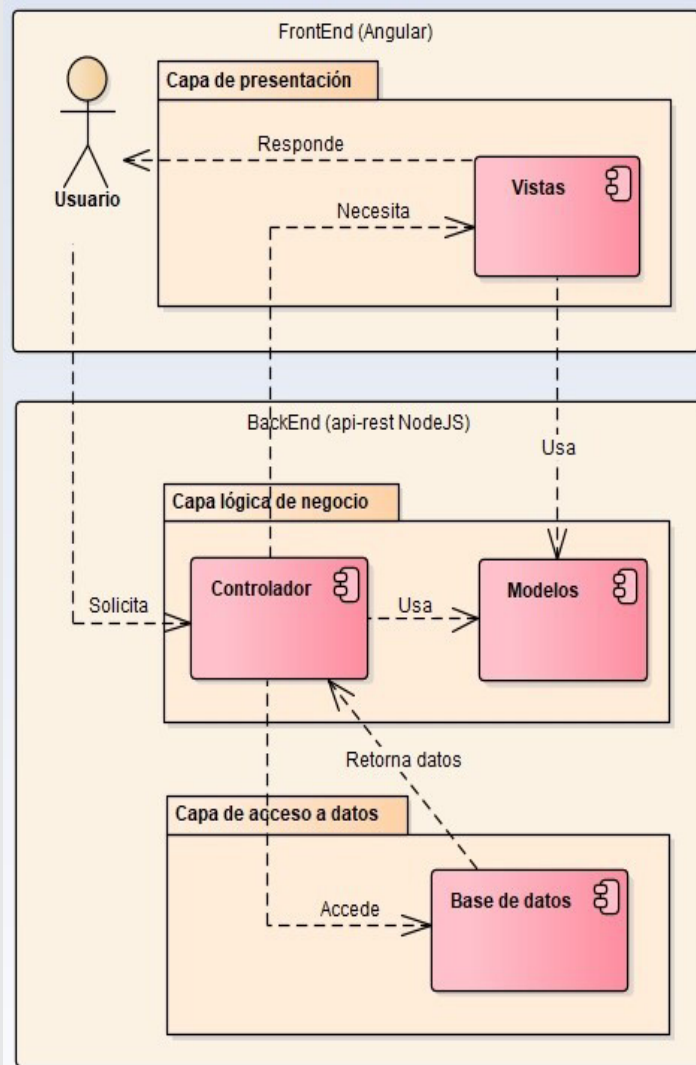 FrontEnd (Angular)
Capa de presentación
Responde
Vistas
Usuario
Necesita
BackEnd (api-rest NodeJS)
Usa
Capa lógica de negocio
Controlador
Modelos
Solicita
Usa
Retorna datos
Capa de acceso a datos
Base de datos
Accede